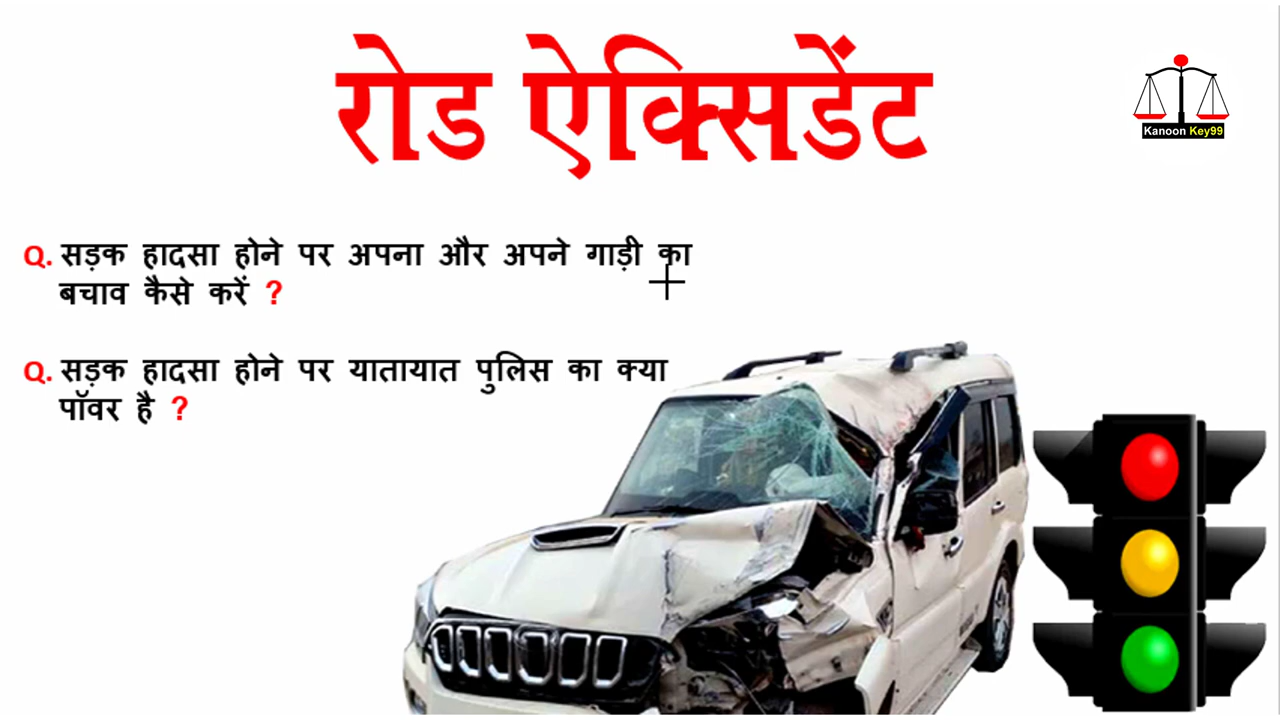 रोड ऐक्सिडेंट
Kanoon Key99
Q. सड़क हादसा होने पर अपना और अपने गाड़ी का
बचाव कैसे करें ?
Q. सड़क हादसा होने पर यातायात पुलिस का क्या
पॉवर है ?